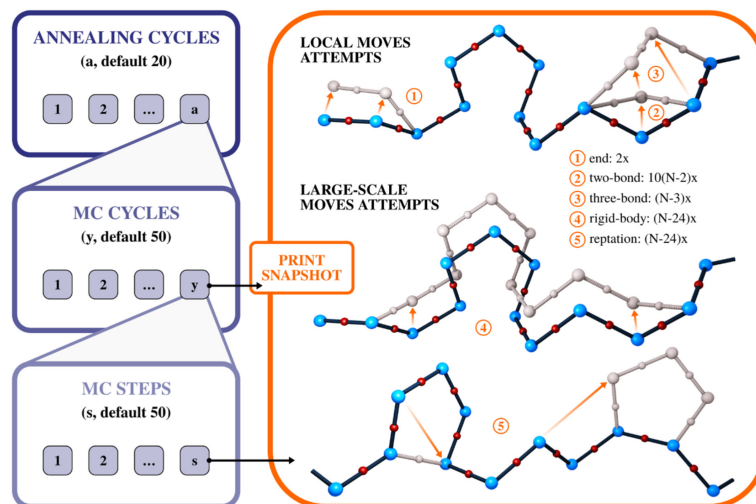 ANNEALING CYCLES
(a, default 20)
1 2 ... a
MC CYCLES
(y, default 50)
1 2 ... y
MC STEPS
(s, default 50)
1 2 ... s
PRINT
SNAPSHOT
LOCAL MOVES
ATTEMPTS
1
3
2
1 end: 2x
2 two-bond: 10(N-2)x
3 three-bond: (N-3)x
4 rigid-body: (N-24)x
5 reptation: (N-24)x
LARGE-SCALE
MOVES ATTEMPTS
4
5